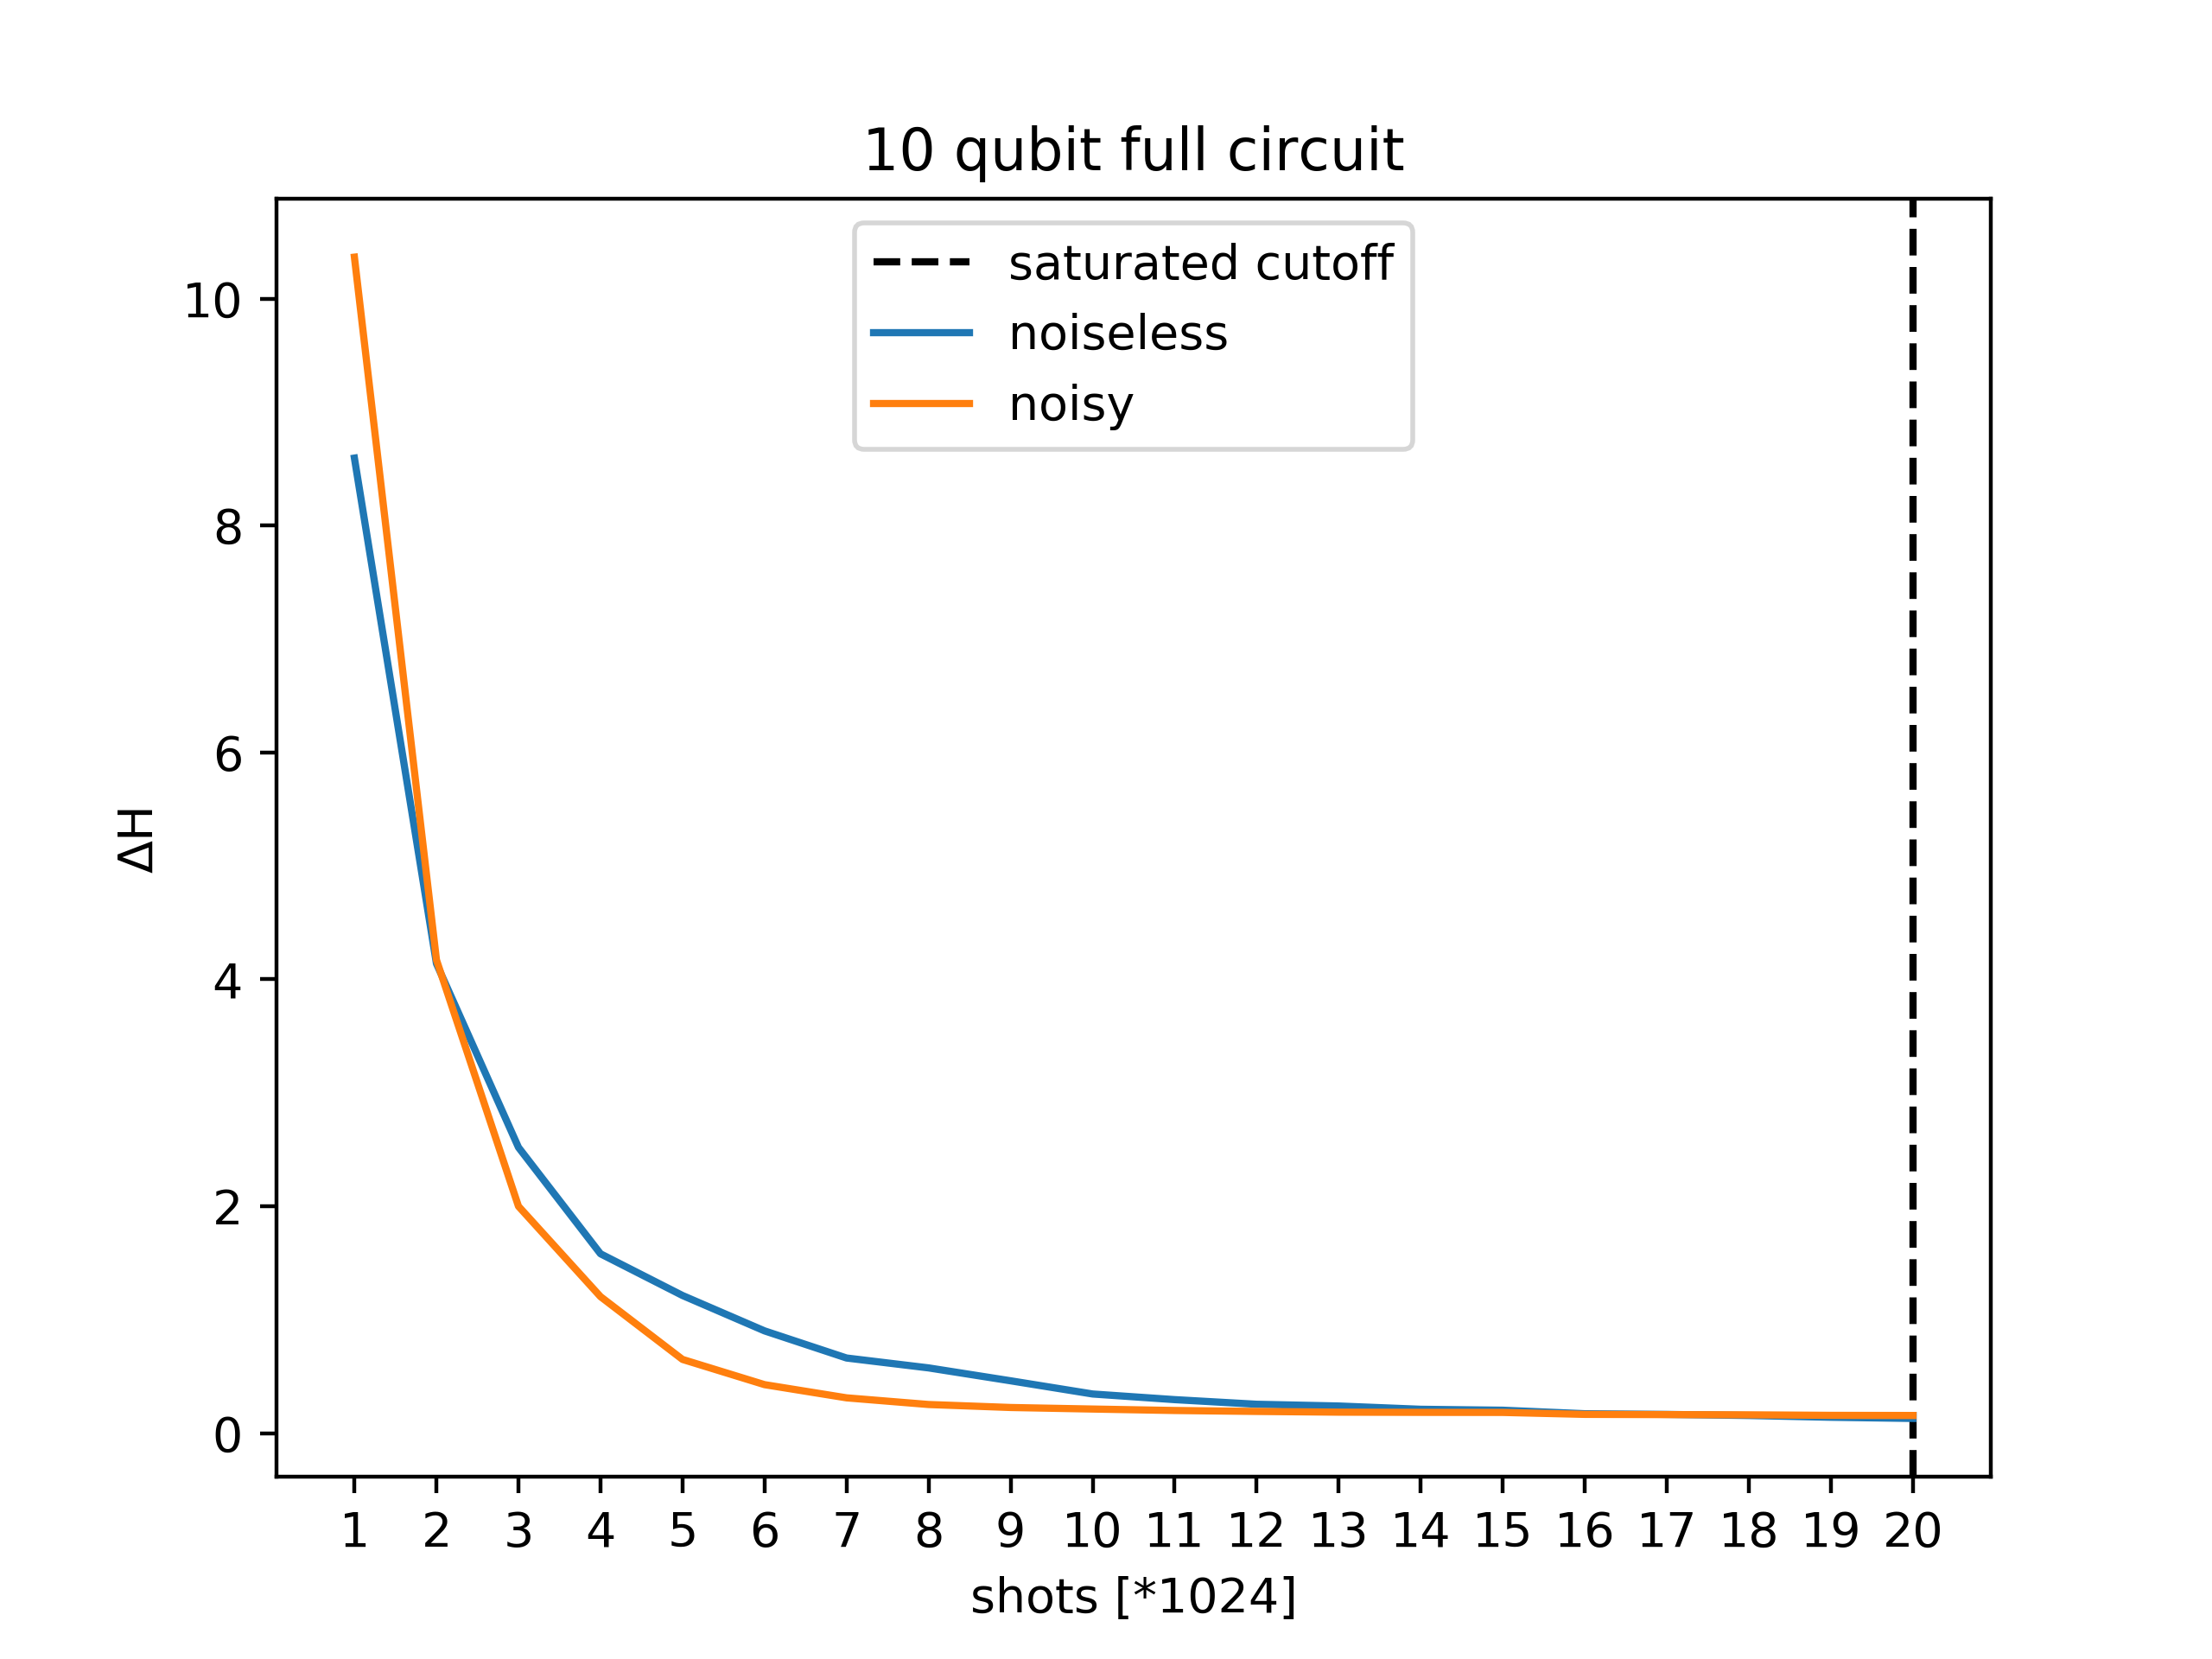 10 qubit full circuit
saturated cutoff
noiseless
noisy
10
8
6
4
2
0
ΔH
1 2 3 4 5 6 7 8 9 10 11 12 13 14 15 16 17 18 19 20
shots [*1024]